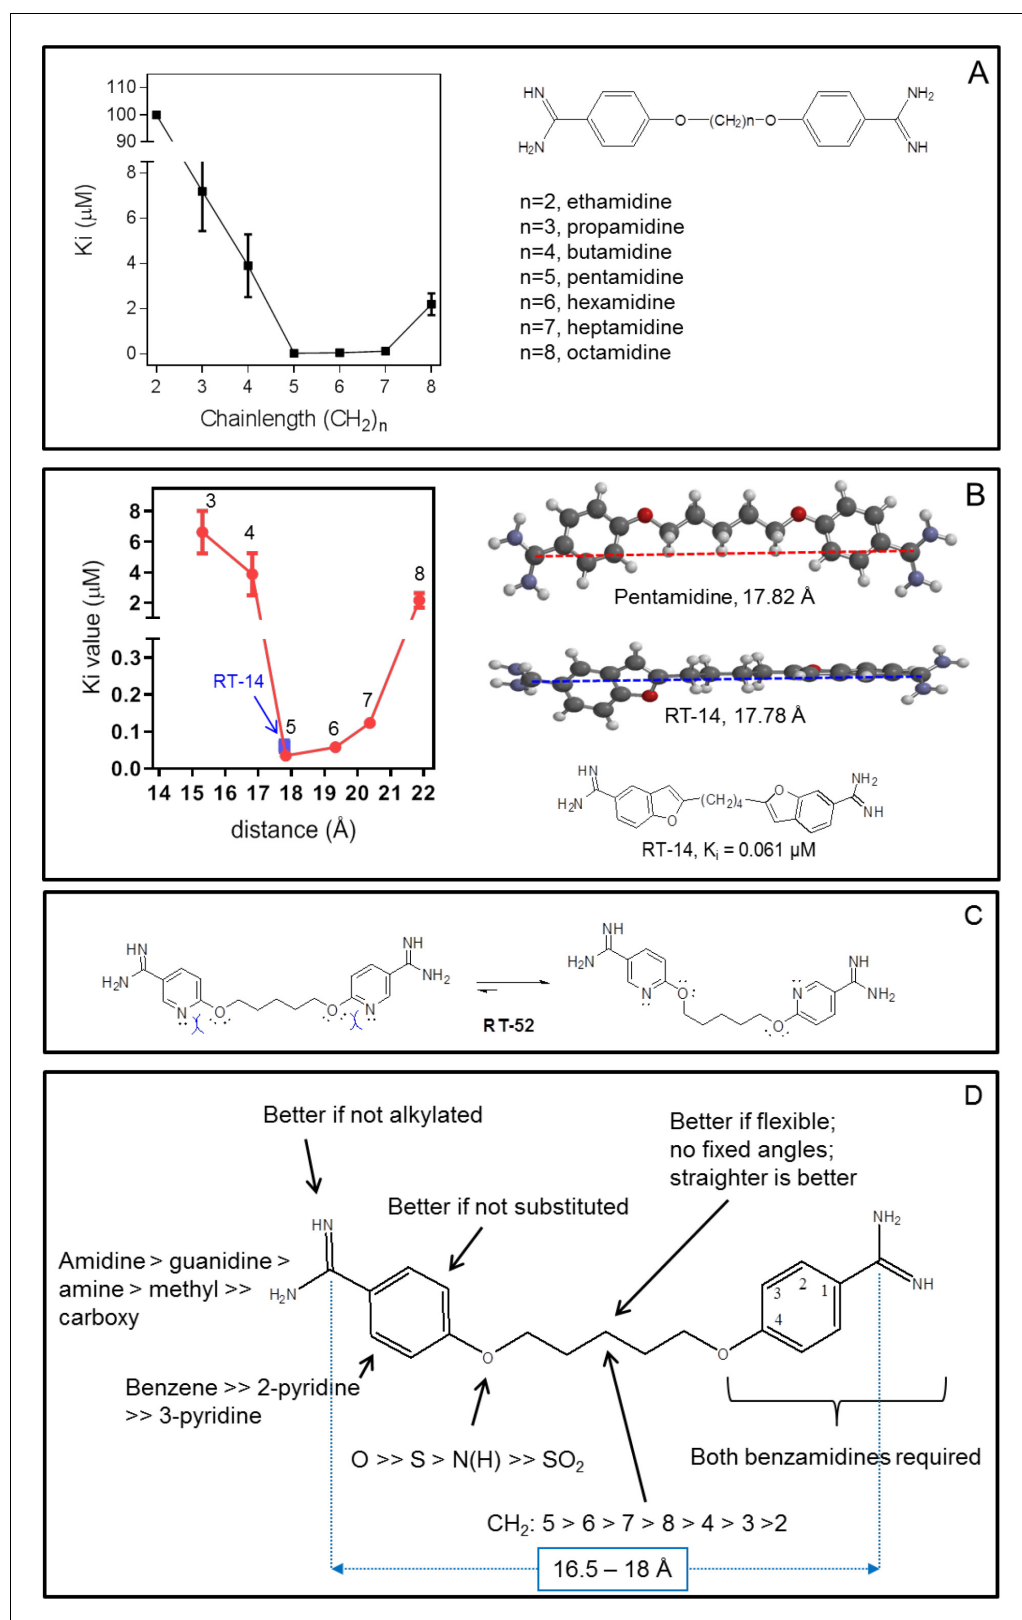 A
110
100
90
8
6
4
2
0
Ki (μM)
2 3 4 5 6 7 8
Chainlength (CH2)n
HN
H2N
O
(CH2)n
O
NH2
NH
n=2, ethamidine
n=3, propamidine
n=4, butamidine
n=5, pentamidine
n=6, hexamidine
n=7, heptamidine
n=8, octamidine
B
8
6
4
2
0.3
0.2
0.1
0.0
Ki value (μM)
3
4
8
RT-14
5
6
7
14 15 16 17 18 19 20 21 22
distance (Å)
Pentamidine, 17.82 Å
RT-14, 17.78 Å
HN
H2N
O
(CH2)4
O
NH2
NH
RT-14, Ki = 0.061 μM
C
HN
H2N
N
O
O
N
HN
NH2
RT-52
NH
H2N
N
O
O
N
NH
NH2
D
Better if not alkylated
Better if flexible;
no fixed angles;
straighter is better
Better if not substituted
Amidine > guanidine >
amine > methyl >>
carboxy
HN
H2N
O
O
1
2
3
4
NH2
NH
Benzene >> 2-pyridine
>> 3-pyridine
O >> S > N(H) >> SO2
Both benzamidines required
CH2: 5 > 6 > 7 > 8 > 4 > 3 >2
16.5 – 18 Å